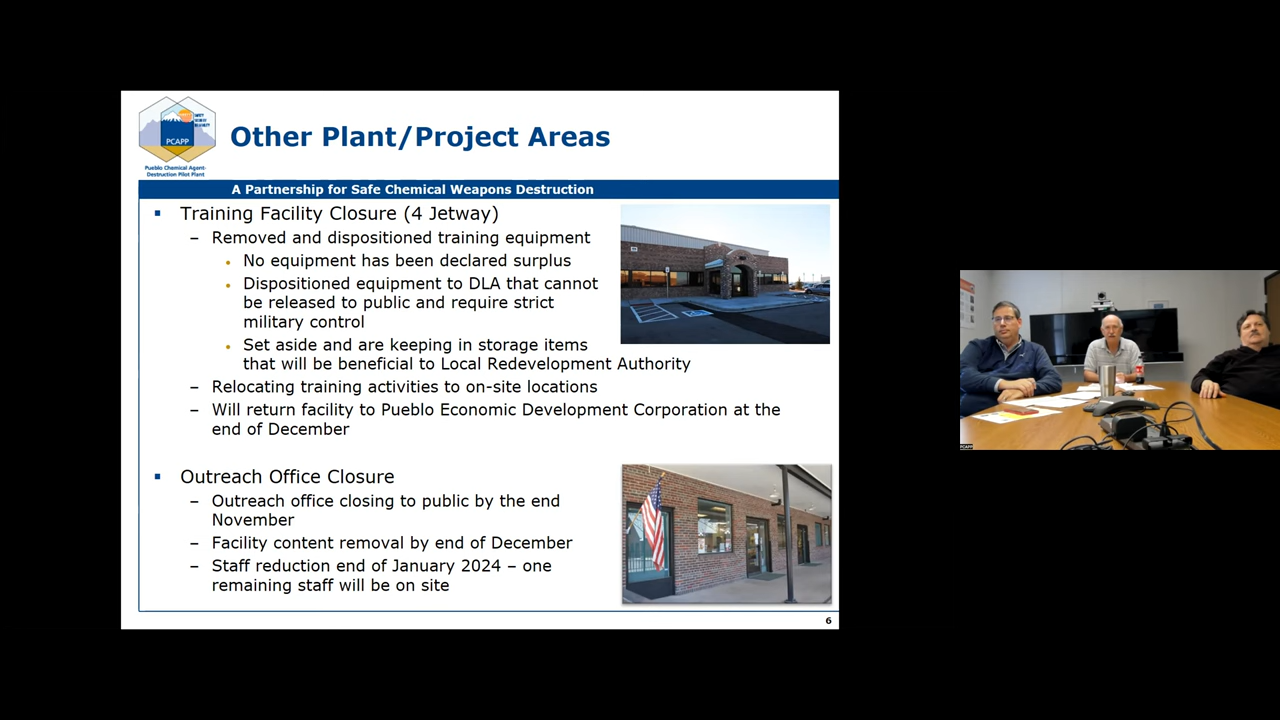 PCAPP
Pueblo Chemical Agent-
Destruction Pilot Plant
Other Plant/Project Areas
A Partnership for Safe Chemical Weapons Destruction
▪ Training Facility Closure (4 Jetway)
– Removed and dispositioned training equipment
• No equipment has been declared surplus
• Dispositioned equipment to DLA that cannot
be released to public and require strict
military control
• Set aside and are keeping in storage items
that will be beneficial to Local Redevelopment Authority
– Relocating training activities to on-site locations
– Will return facility to Pueblo Economic Development Corporation at the
end of December
▪ Outreach Office Closure
– Outreach office closing to public by the end
November
– Facility content removal by end of December
– Staff reduction end of January 2024 – one
remaining staff will be on site
6
PCAPP